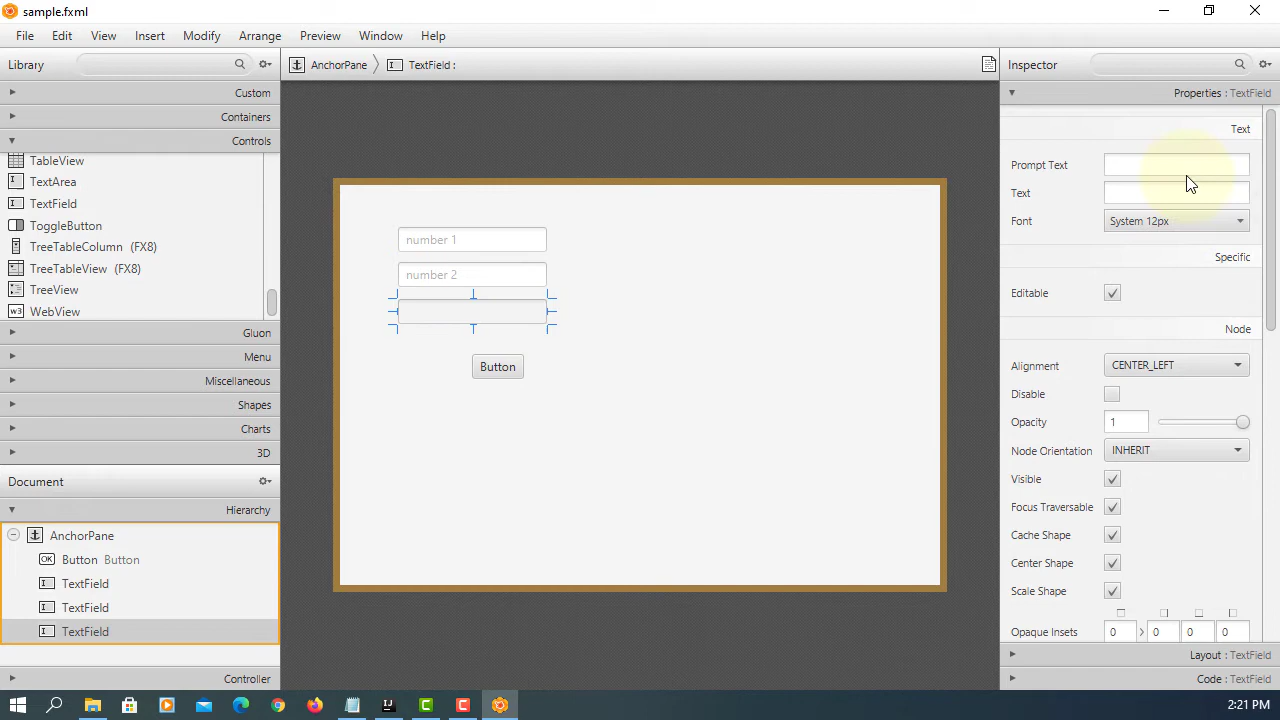 sample.fxml
File Edit View Insert Modify Arrange Preview Window Help
Library
Custom
Containers
Controls
TableView
TextArea
TextField
ToggleButton
TreeTableColumn (FX8)
TreeTableView (FX8)
TreeView
WebView
Gluon
Menu
Miscellaneous
Shapes
Charts
3D
Document
Hierarchy
AnchorPane
OK Button Button
TextField
TextField
TextField
Controller
AnchorPane TextField :
number 1
number 2
Button
Inspector
Properties : TextField
Text
Prompt Text
Text
Font System 12px
Specific
Editable
Node
Alignment CENTER_LEFT
Disable
Opacity 1
Node Orientation INHERIT
Visible
Focus Traversable
Cache Shape
Center Shape
Scale Shape
Opaque Insets 0 0 0 0
Layout : TextField
Code : TextField
2:21 PM